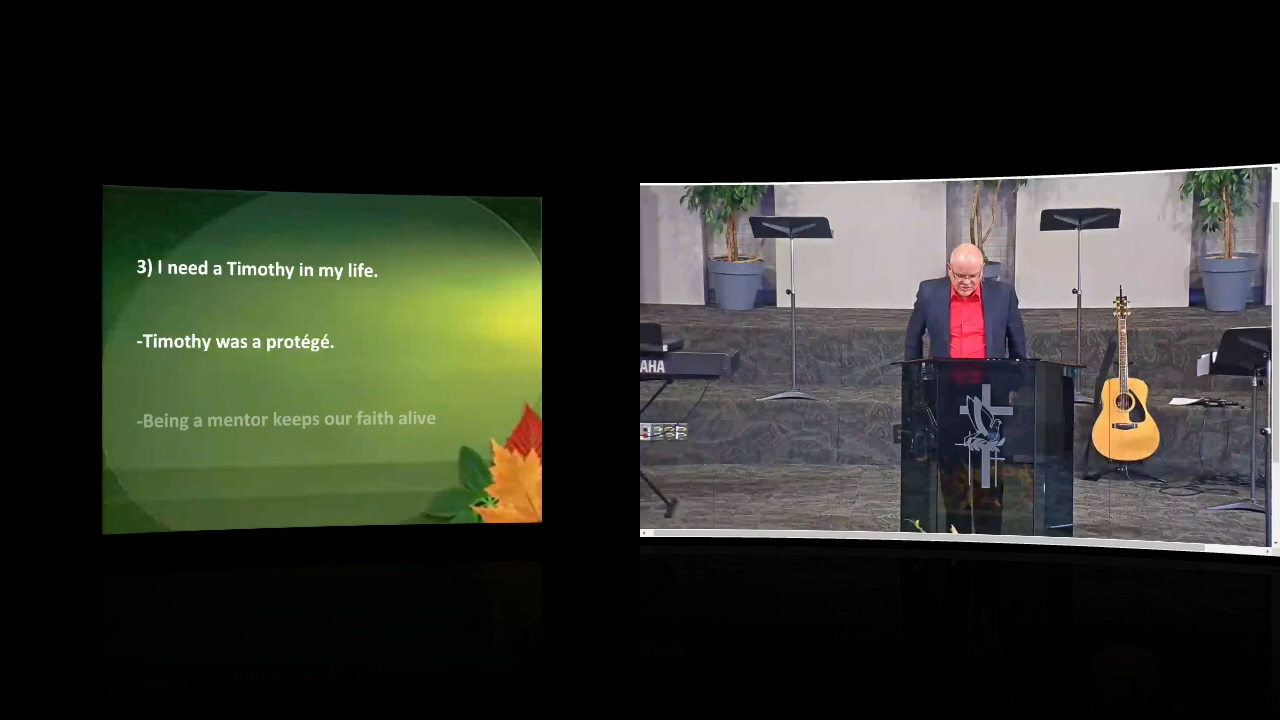 3) I need a Timothy in my life.
-Timothy was a protégé.
-Being a mentor keeps our faith alive
AHA